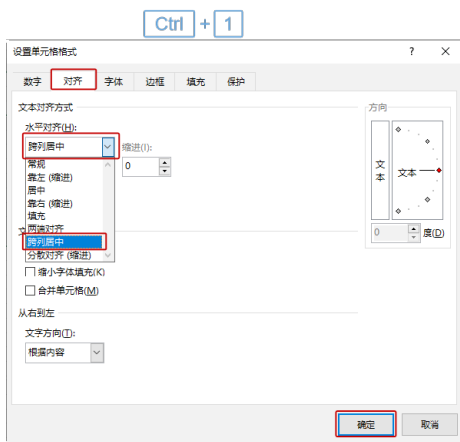 Ctrl + 1
设置单元格格式 ? ×
数字 对齐 字体 边框 填充 保护
文本对齐方式
水平对齐(H):
跨列居中
缩进(I):
0
常规
靠左 (缩进)
居中
靠右 (缩进)
填充
两端对齐
跨列居中
分散对齐 (缩进)
文
缩小字体填充(K)
合并单元格(M)
从右到左
文字方向(T):
根据内容
方向
文本
文本
0 度(D)
确定 取消